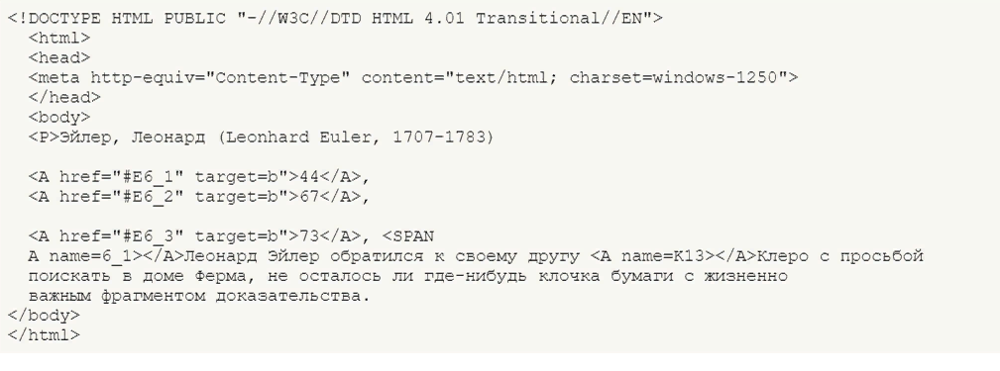 <!DOCTYPE HTML PUBLIC "-//W3C//DTD HTML 4.01 Transitional//EN">
<html>
<head>
<meta http-equiv="Content-Type" content="text/html; charset=windows-1250">
</head>
<body>
<P>Эйлер, Леонард (Leonhard Euler, 1707-1783)
<A href="#E6_1" target=b">44</A>,
<A href="#E6_2" target=b">67</A>,
<A href="#E6_3" target=b">73</A>, <SPAN
A name=6_1></A>Леонард Эйлер обратился к своему другу <A name=K13></A>Клеро с просьбой
поискать в доме Ферма, не осталось ли где-нибудь клочка бумаги с жизненно
важным фрагментом доказательства.
</body>
</html>